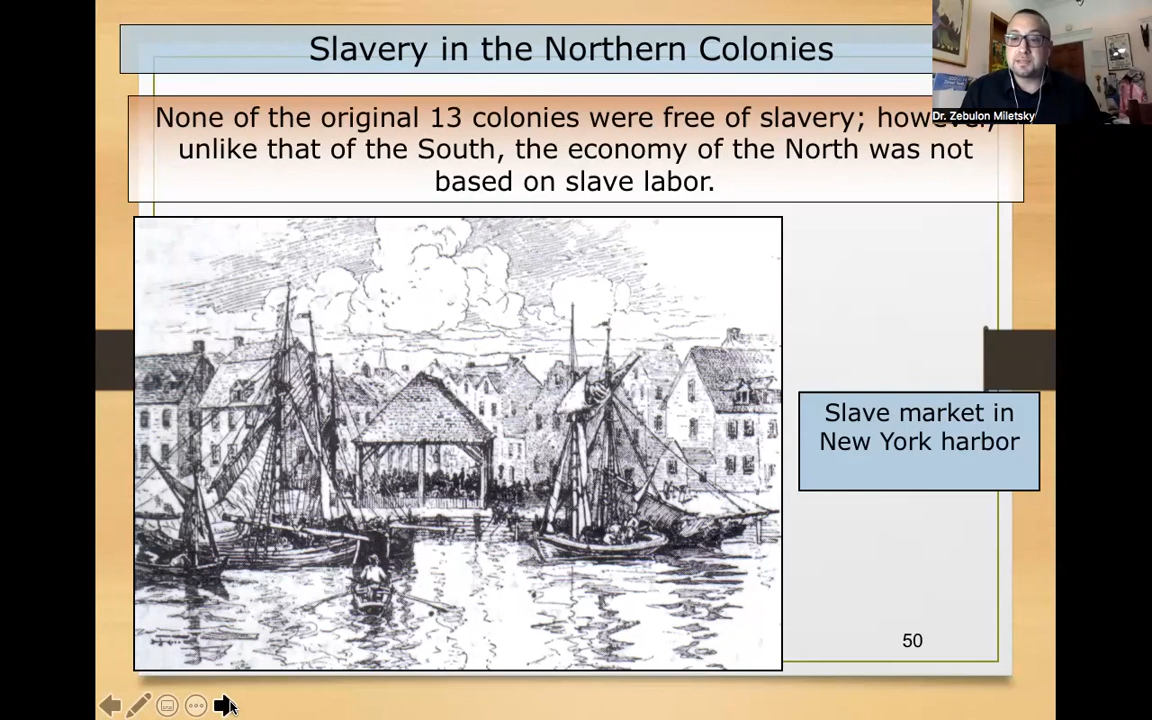 Slavery in the Northern Colonies
None of the original 13 colonies were free of slavery; however,
unlike that of the South, the economy of the North was not
based on slave labor.
Dr. Zebulon Miletsky
Slave market in
New York harbor
50